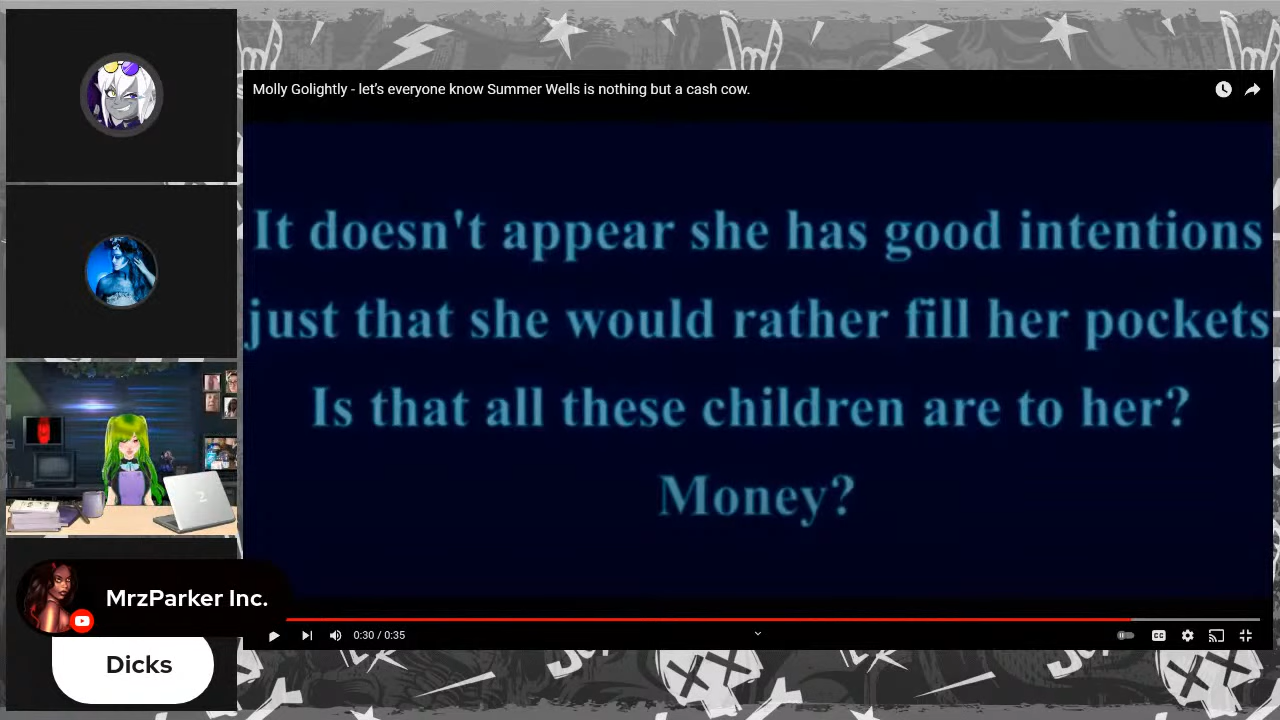 Molly Golightly - let's everyone know Summer Wells is nothing but a cash cow.
It doesn't appear she has good intentions
just that she would rather fill her pockets
Is that all these children are to her?
Money?
Z
MrzParker Inc.
Dicks
0:30 / 0:35
CC